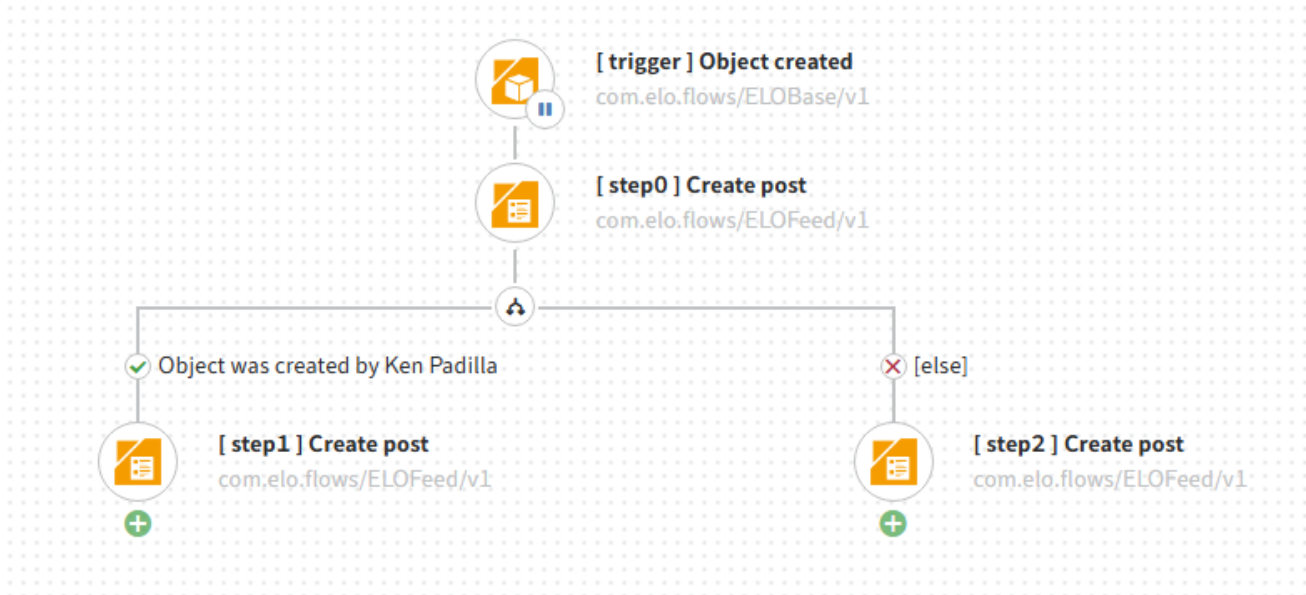 [ trigger ] Object created
com.elo.flows/ELOBase/v1
[ step0 ] Create post
com.elo.flows/ELOFeed/v1
Object was created by Ken Padilla
[else]
[ step1 ] Create post
com.elo.flows/ELOFeed/v1
[ step2 ] Create post
com.elo.flows/ELOFeed/v1